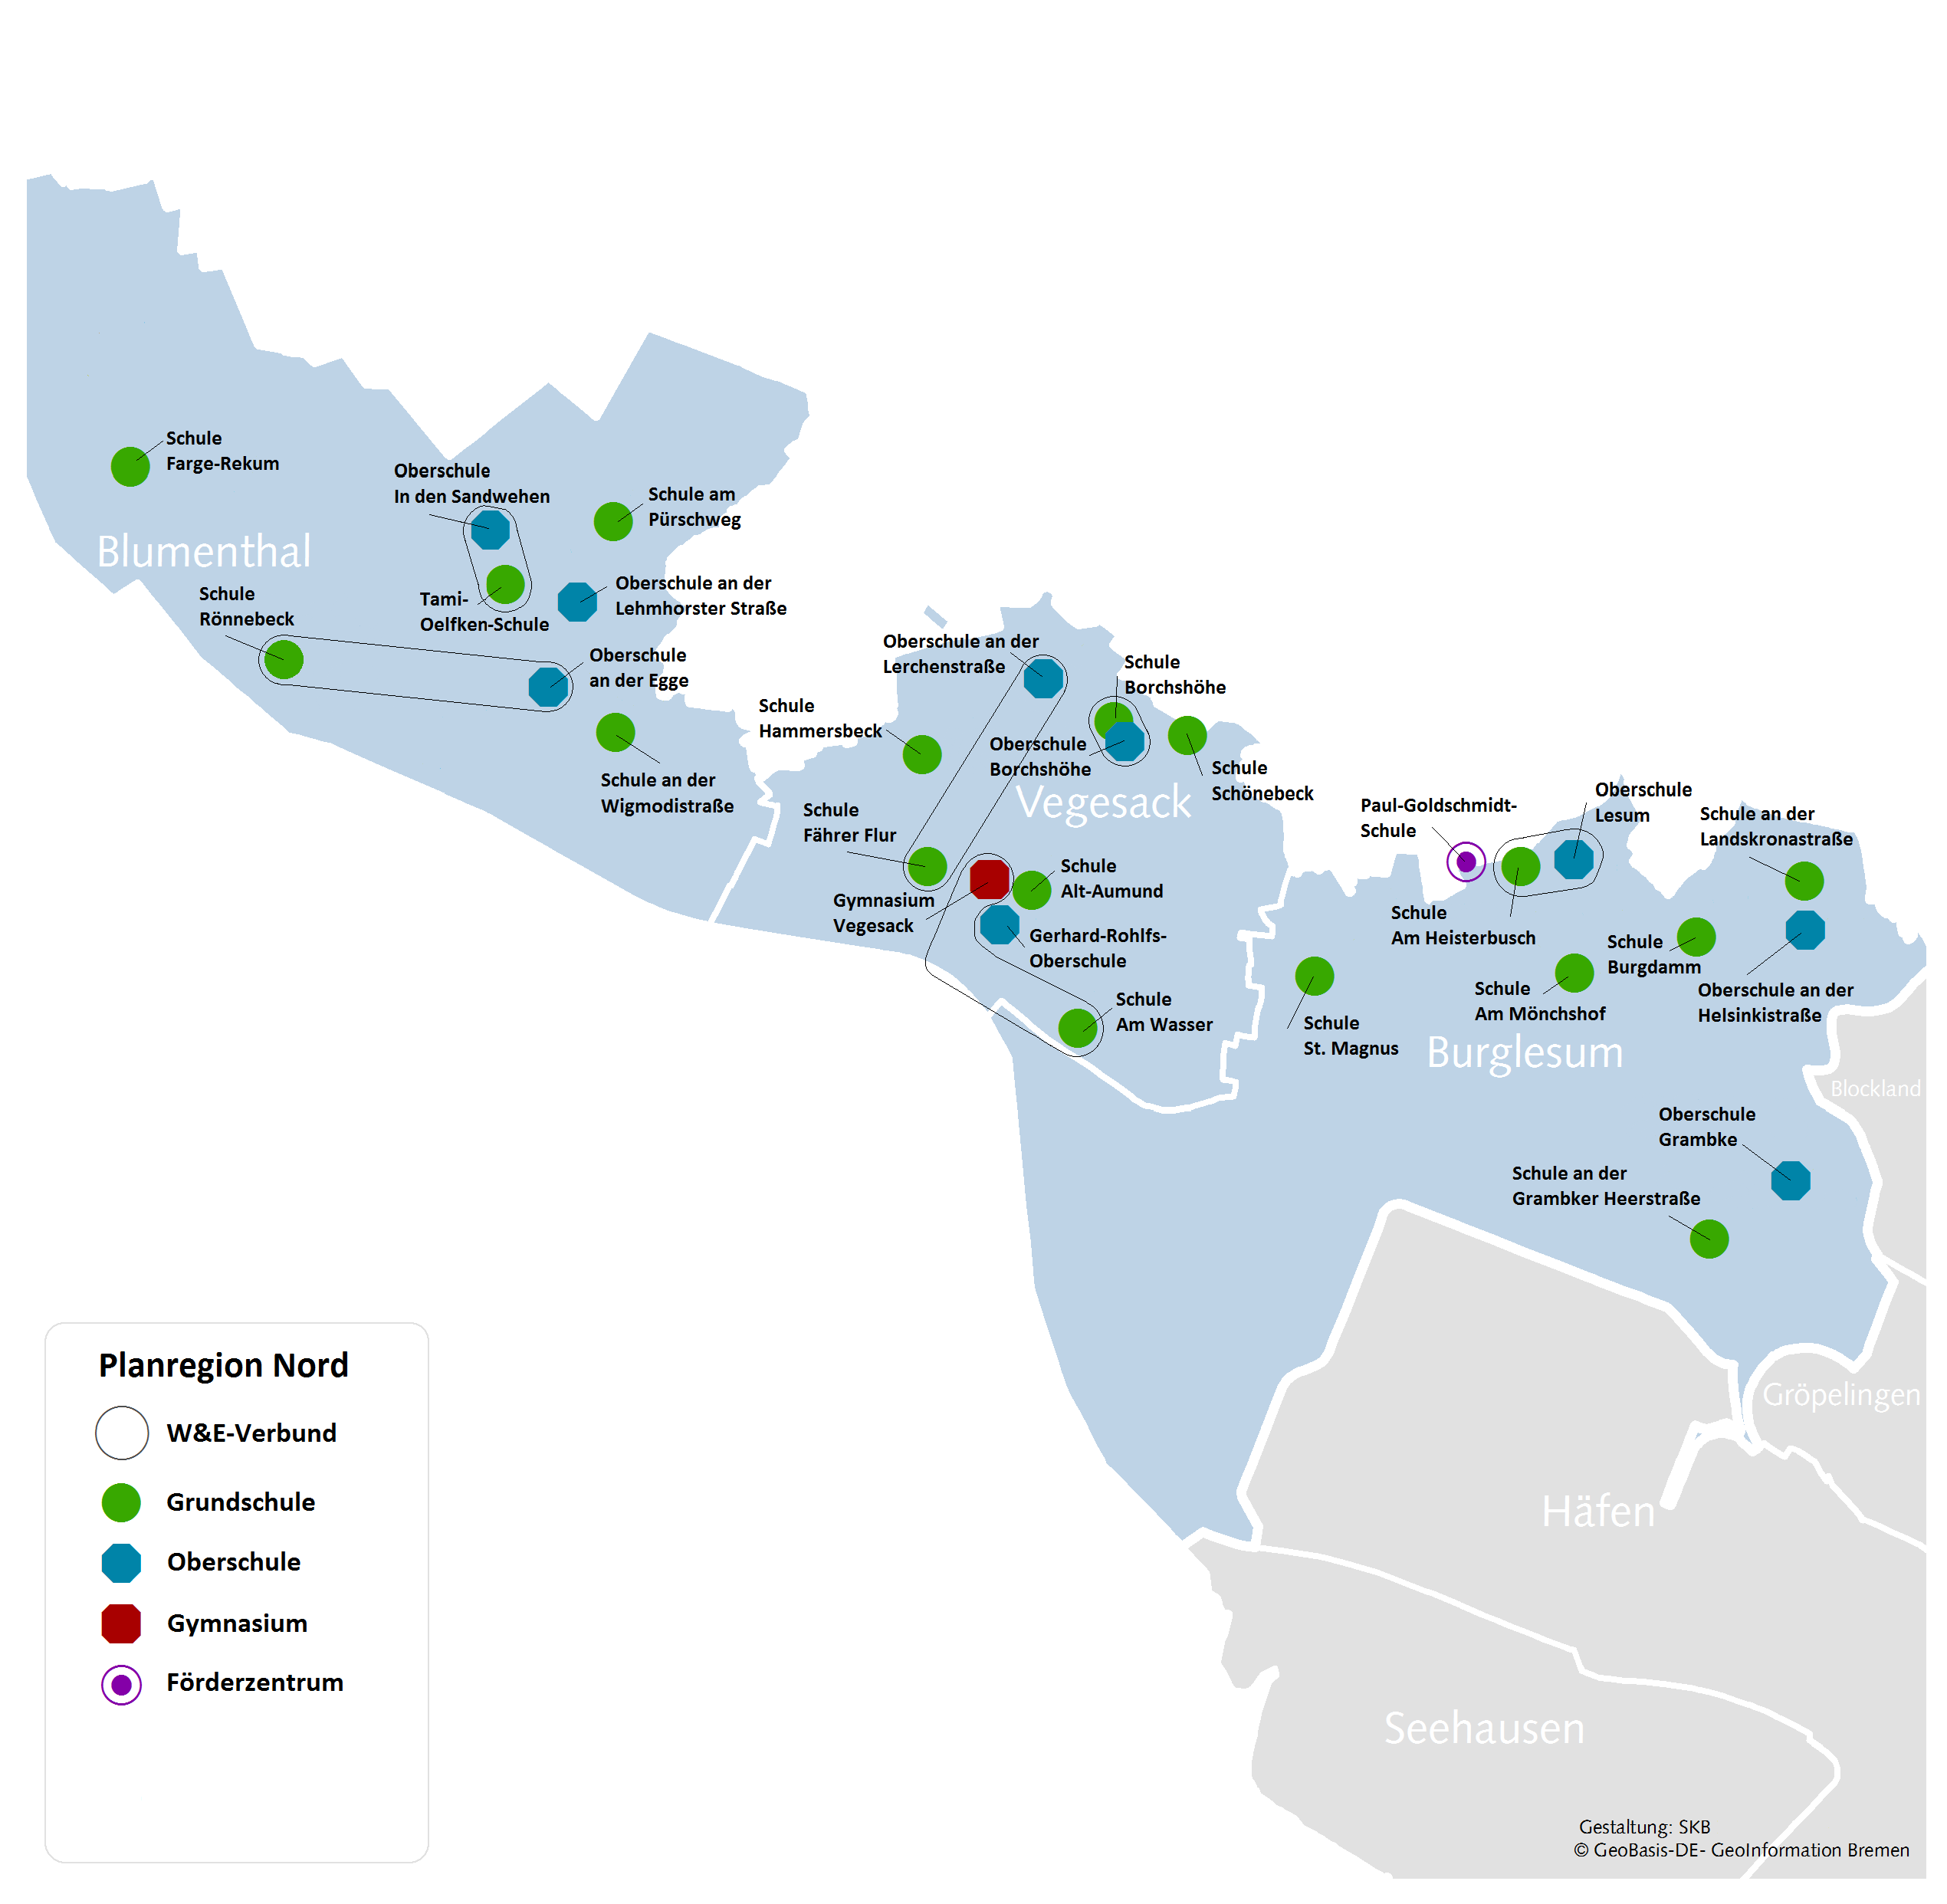 Schule
Farge-Rekum
Oberschule
In den Sandwehen
Schule am
Pürschweg
Blumenthal
Schule
Rönnebeck
Tami-
Oelfken-Schule
Oberschule an der
Lehmhorster Straße
Oberschule
an der Egge
Schule an der
Wigmodistraße
Oberschule an der
Lerchenstraße
Schule
Borchshöhe
Schule
Hammersbeck
Oberschule
Borchshöhe
Schule
Schönebeck
Vegesack
Schule
Fährer Flur
Gymnasium
Vegesack
Schule
Alt-Aumund
Gerhard-Rohlfs-
Oberschule
Schule
Am Wasser
Paul-Goldschmidt-
Schule
Oberschule
Lesum
Schule an der
Landskronastraße
Schule
Am Heisterbusch
Schule
Burgdamm
Schule
Am Mönchshof
Oberschule an der
Helsinkistraße
Schule
St. Magnus
Burglesum
Blockland
Oberschule
Grambke
Schule an der
Grambker Heerstraße
Gröpelingen
Häfen
Seehausen
Planregion Nord
W&E-Verbund
Grundschule
Oberschule
Gymnasium
Förderzentrum
Gestaltung: SKB
© GeoBasis-DE- GeoInformation Bremen